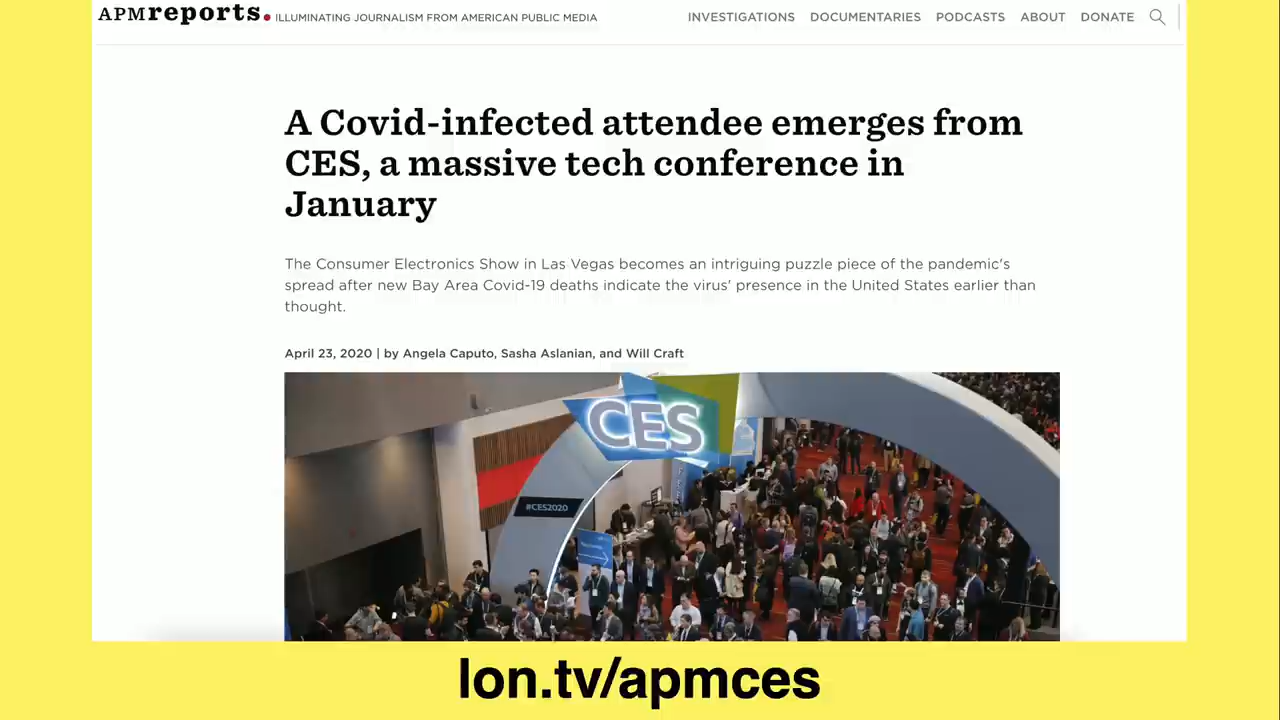 APMreports. ILLUMINATING JOURNALISM FROM AMERICAN PUBLIC MEDIA INVESTIGATIONS DOCUMENTARIES PODCASTS ABOUT DONATE
A Covid-infected attendee emerges from
CES, a massive tech conference in
January
The Consumer Electronics Show in Las Vegas becomes an intriguing puzzle piece of the pandemic's
spread after new Bay Area Covid-19 deaths indicate the virus' presence in the United States earlier than
thought.
April 23, 2020 | by Angela Caputo, Sasha Aslanian, and Will Craft
CES
#CES2020
lon.tv/apmces